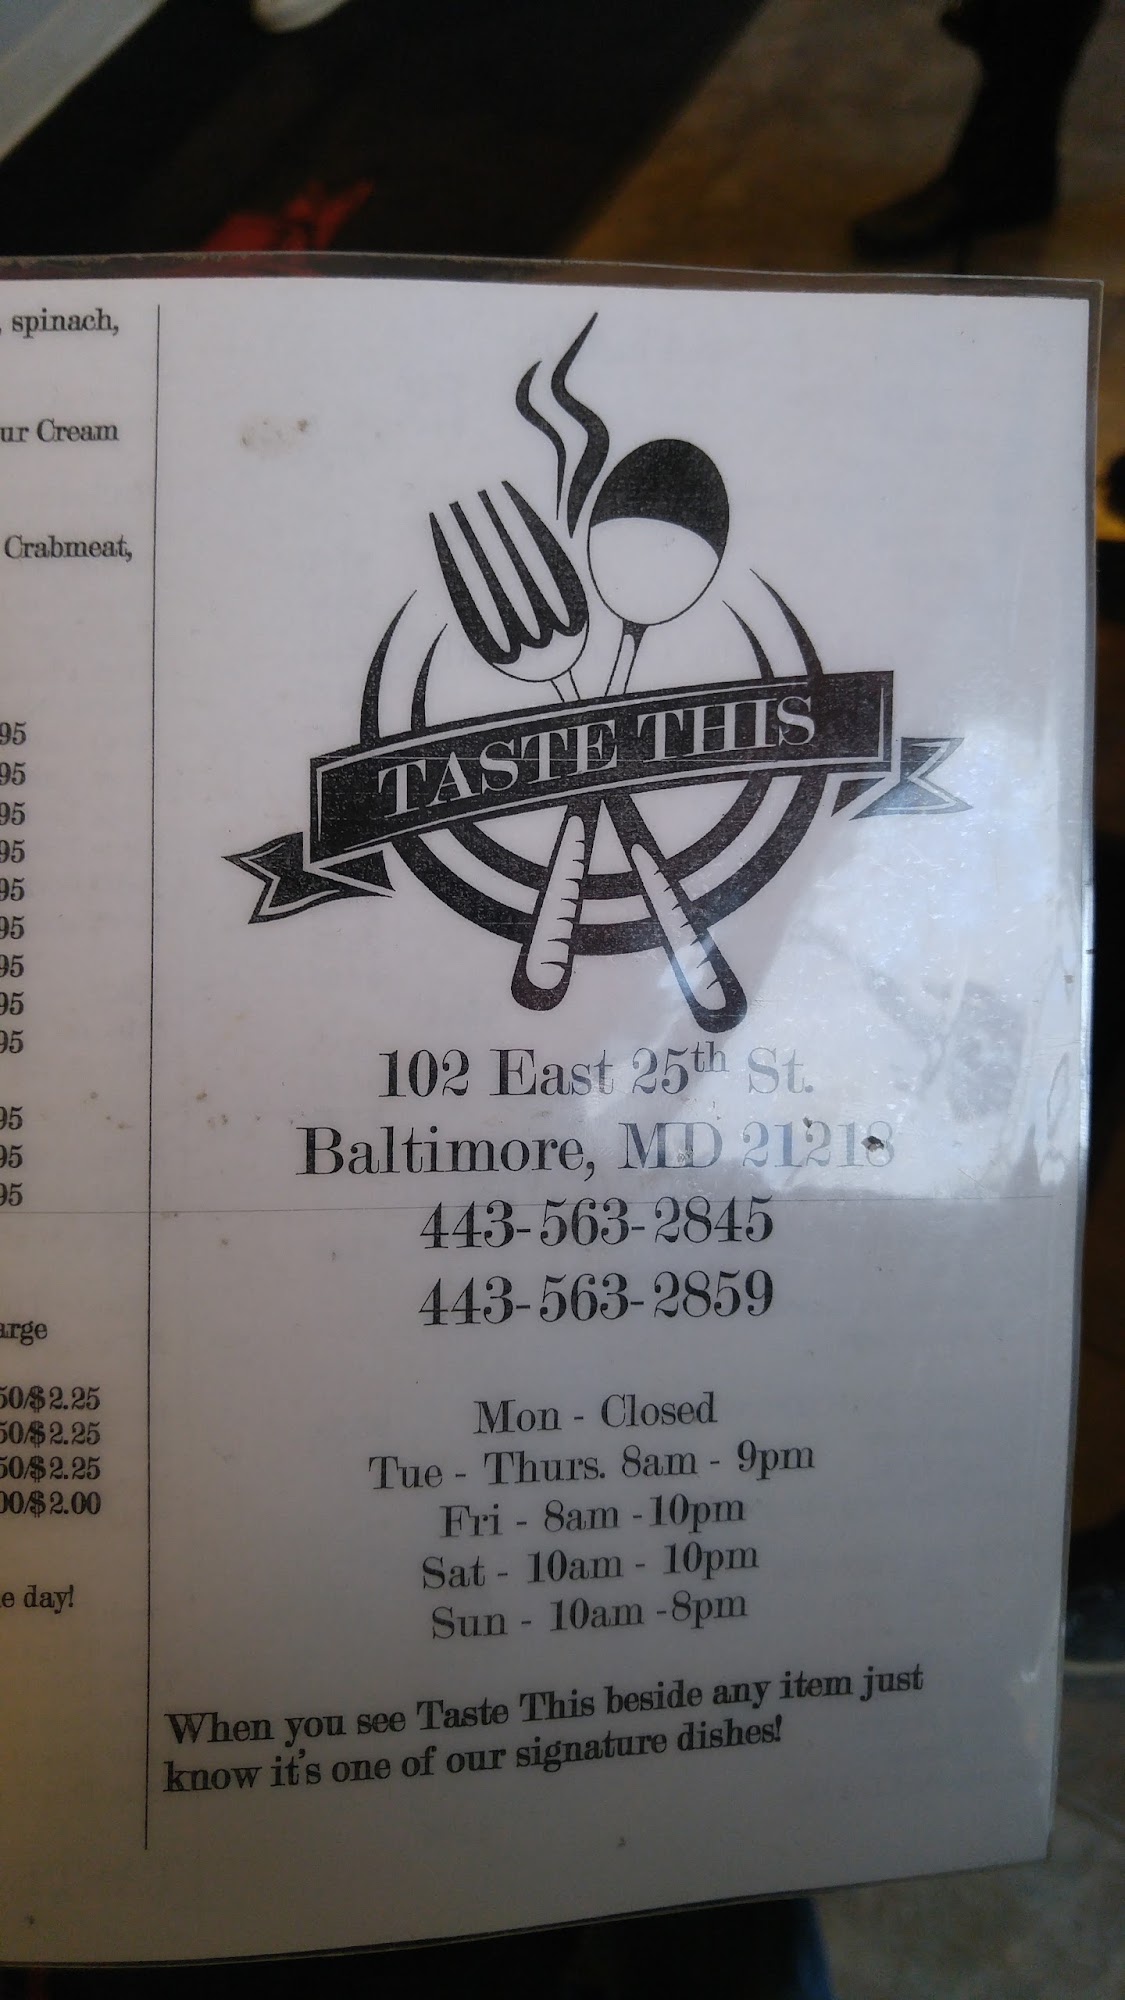 , spinach,
ur Cream
Crabmeat,
95
95
95
95
95
95
95
95
95
95
95
95
arge
50/$2.25
50/$2.25
50/$2.25
00/$2.00
e day!
TASTE THIS
102 East 25th St.
Baltimore, MD 21218
443-563-2845
443-563-2859
Mon - Closed
Tue - Thurs. 8am - 9pm
Fri - 8am -10pm
Sat - 10am - 10pm
Sun - 10am -8pm
When you see Taste This beside any item just
know it's one of our signature dishes!